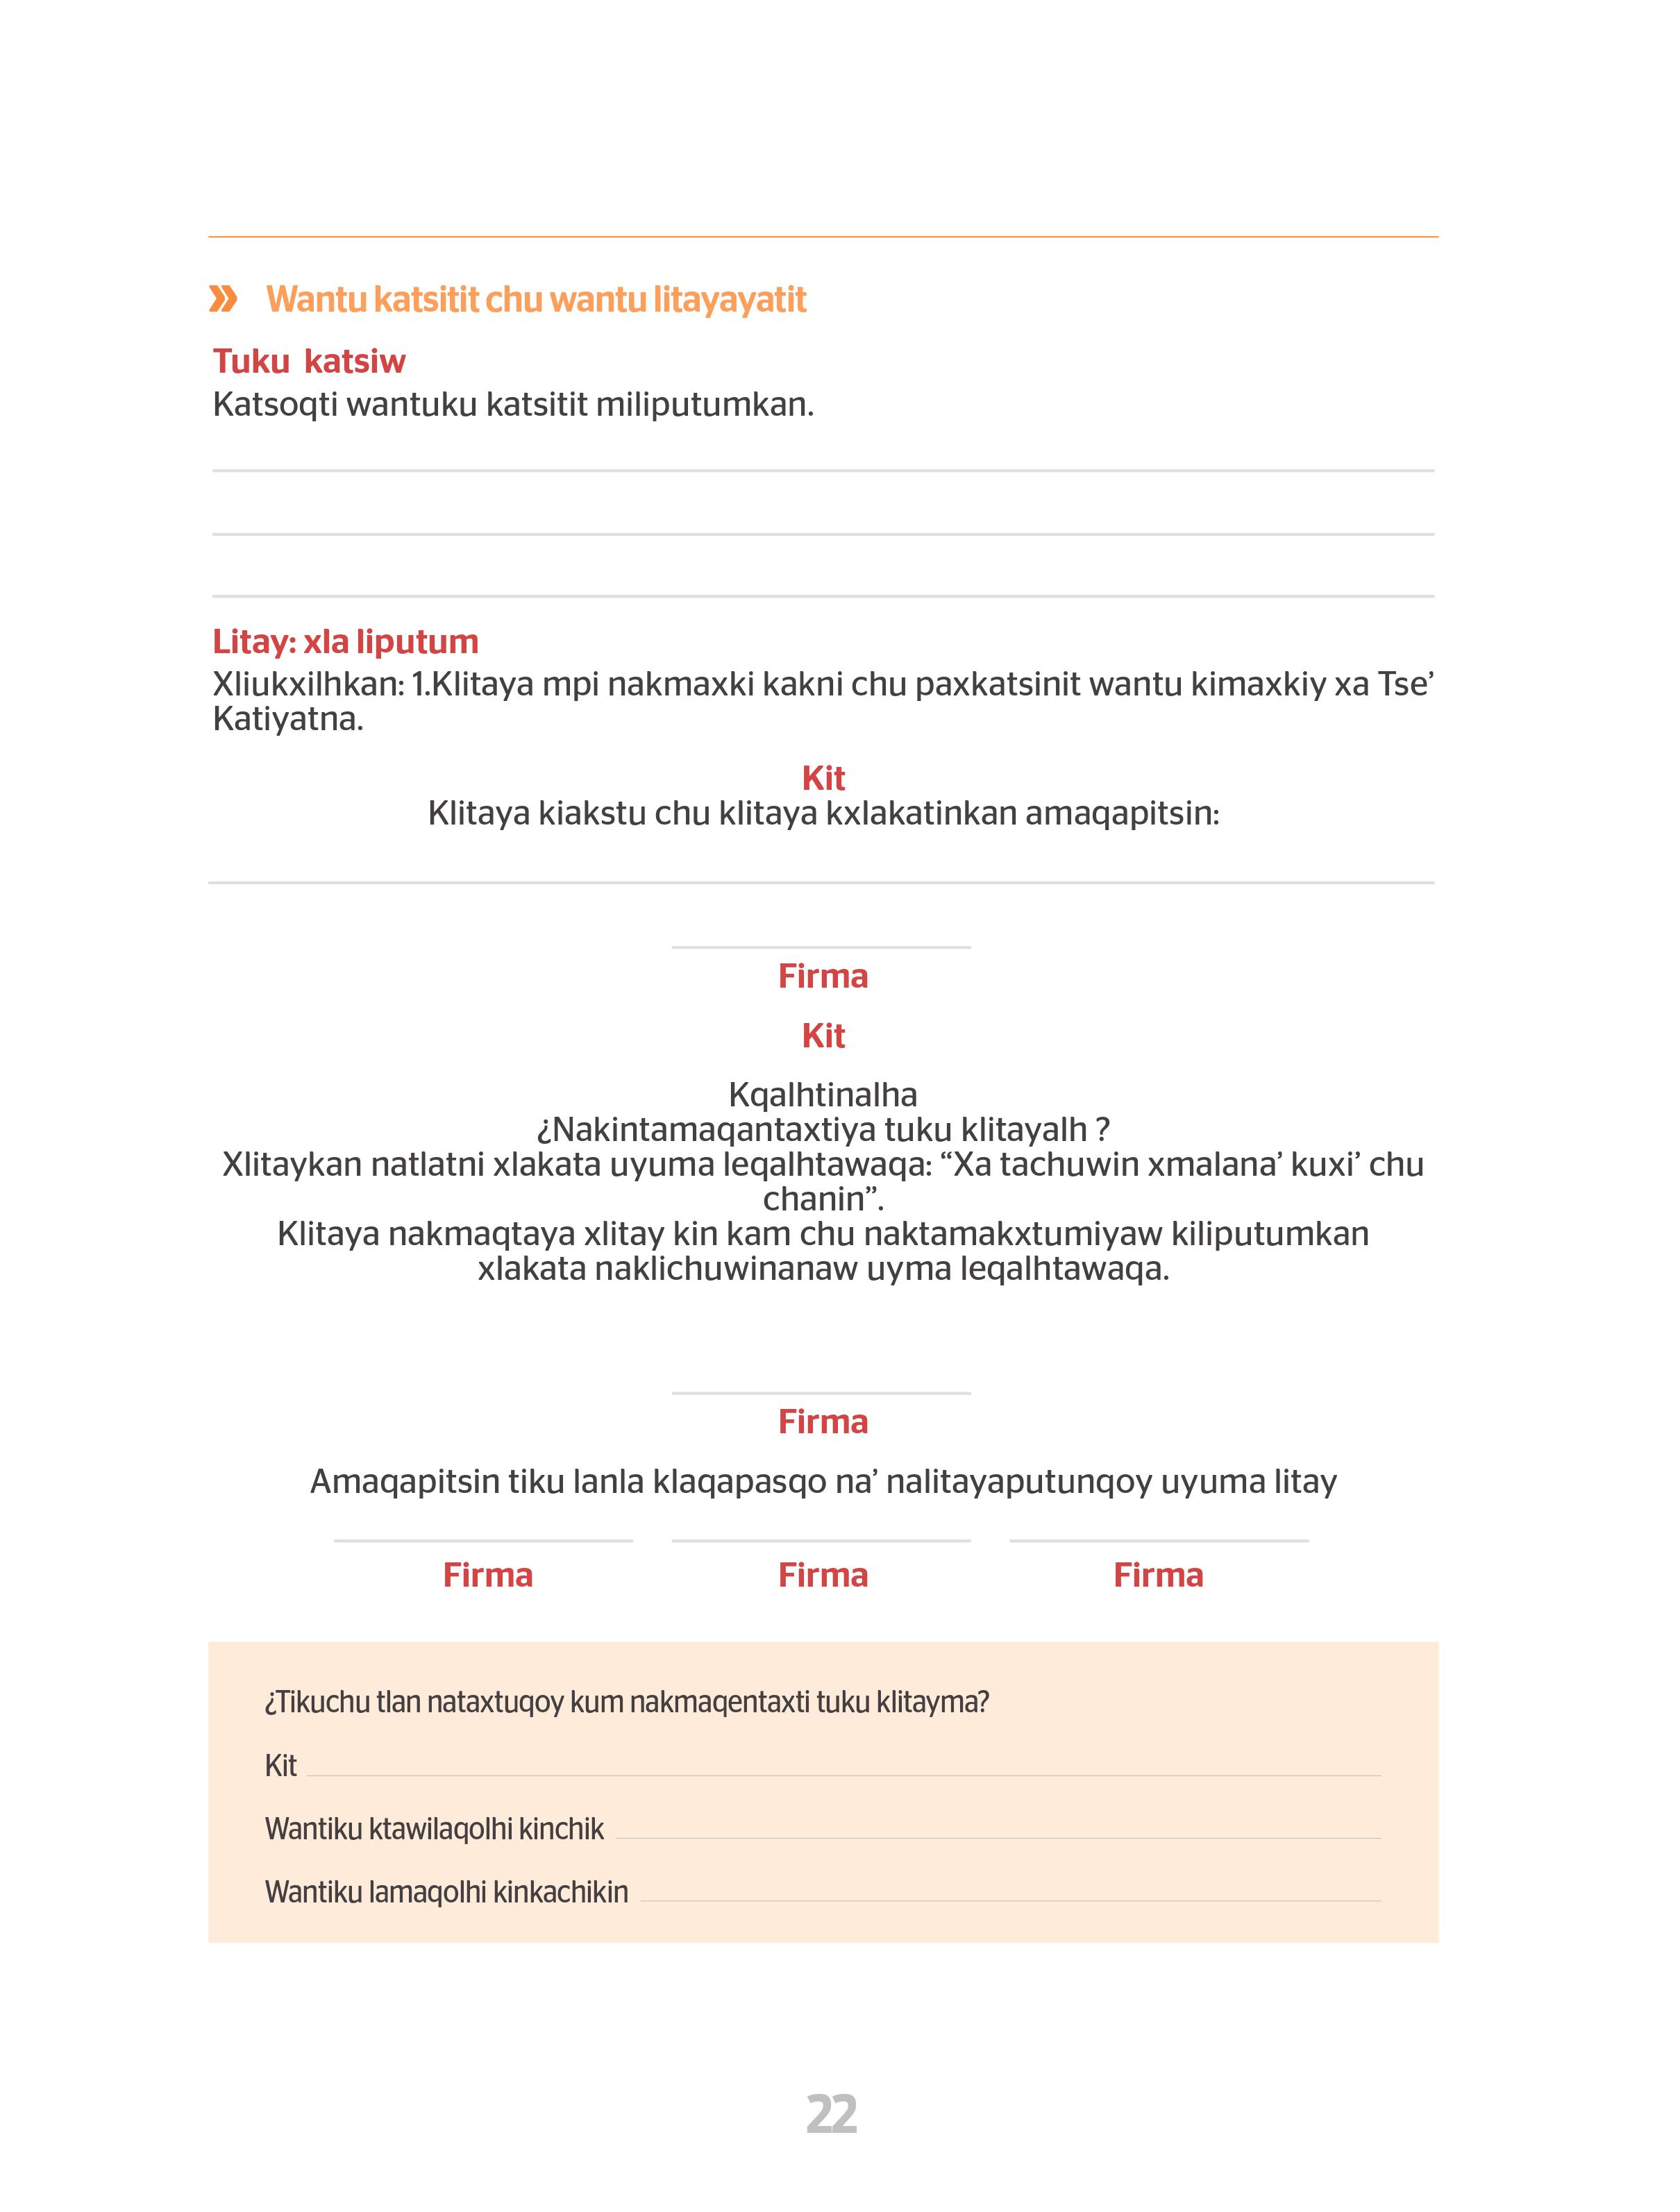 » Wantu katsitit chu wantu litayayatit
Tuku katsiw
Katsoqti wantuku katsitit miliputumkan.
Litay: xla liputum
Xliukxilhkan: 1.Klitaya mpi nakmaxki kakni chu paxkatsinit wantu kimaxkiy xa Tse’
Katiyatna.
Kit
Klitaya kiakstu chu klitaya kxlakatinkan amaqapitsin:
Firma
Kit
Kqalhtinalha
¿Nakintamaqantaxtiya tuku klitayalh ?
Xlitaykan natlatni xlakata uyuma leqalhtawaqa: “Xa tachuwin xmalana’ kuxi’ chu
chanin”.
Klitaya nakmaqtaya xlitay kin kam chu naktamakxtumiyaw kiliputumkan
xlakata naklichuwinanaw uyma leqalhtawaqa.
Firma
Amaqapitsin tiku lanla klaqapasqo na’ nalitayaputunqoy uyuma litay
Firma Firma Firma
¿Tikuchu tlan nataxtuqoy kum nakmaqentaxti tuku klitayma?
Kit
Wantiku ktawilaqolhi kinchik
Wantiku lamaqolhi kinkachikin
22